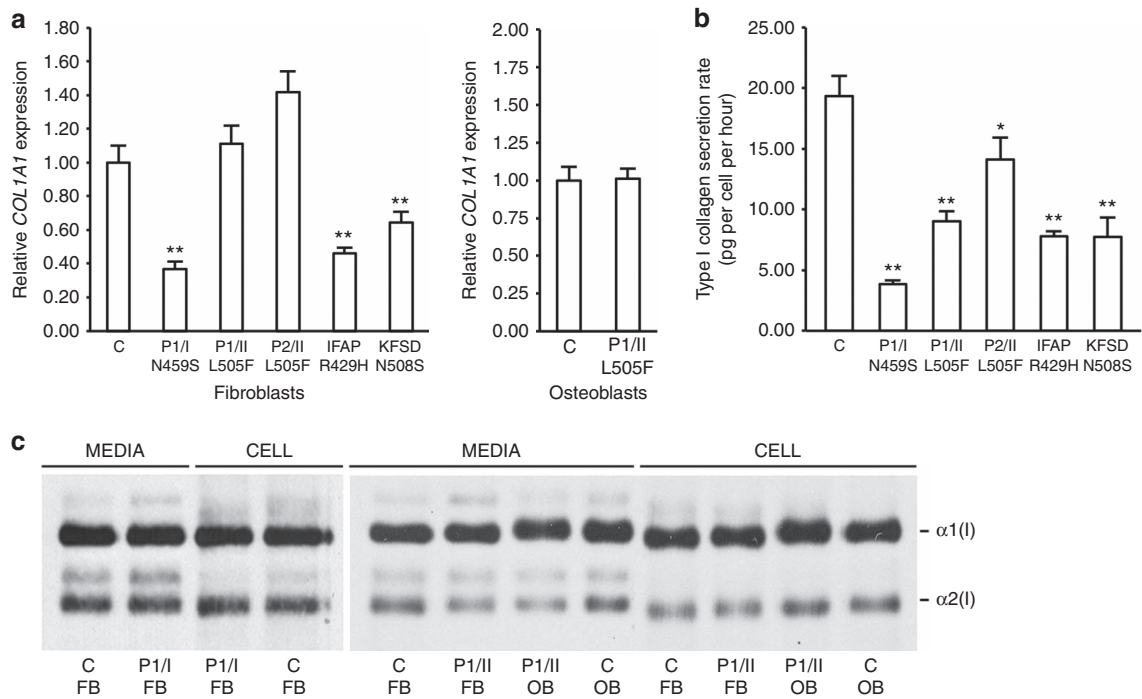 a
Relative COL1A1 expression
1.80
1.60
1.40
1.20
1.00
0.80
0.60
0.40
0.20
0.00
**
**
**
C
P1/I
N459S
P1/II
L505F
P2/II
L505F
IFAP
R429H
KFSD
N508S
Fibroblasts
Relative COL1A1 expression
2.00
1.75
1.50
1.25
1.00
0.75
0.50
0.25
0.00
C
P1/II
L505F
Osteoblasts
b
Type I collagen secretion rate
(pg per cell per hour)
25.00
20.00
15.00
10.00
5.00
0.00
**
**
*
**
**
C
P1/I
N459S
P1/II
L505F
P2/II
L505F
IFAP
R429H
KFSD
N508S
c
MEDIA CELL MEDIA CELL
α1(I)
α2(I)
C P1/I P1/I C C P1/II P1/II C C P1/II P1/II C
FB FB FB FB FB FB OB OB FB FB OB OB